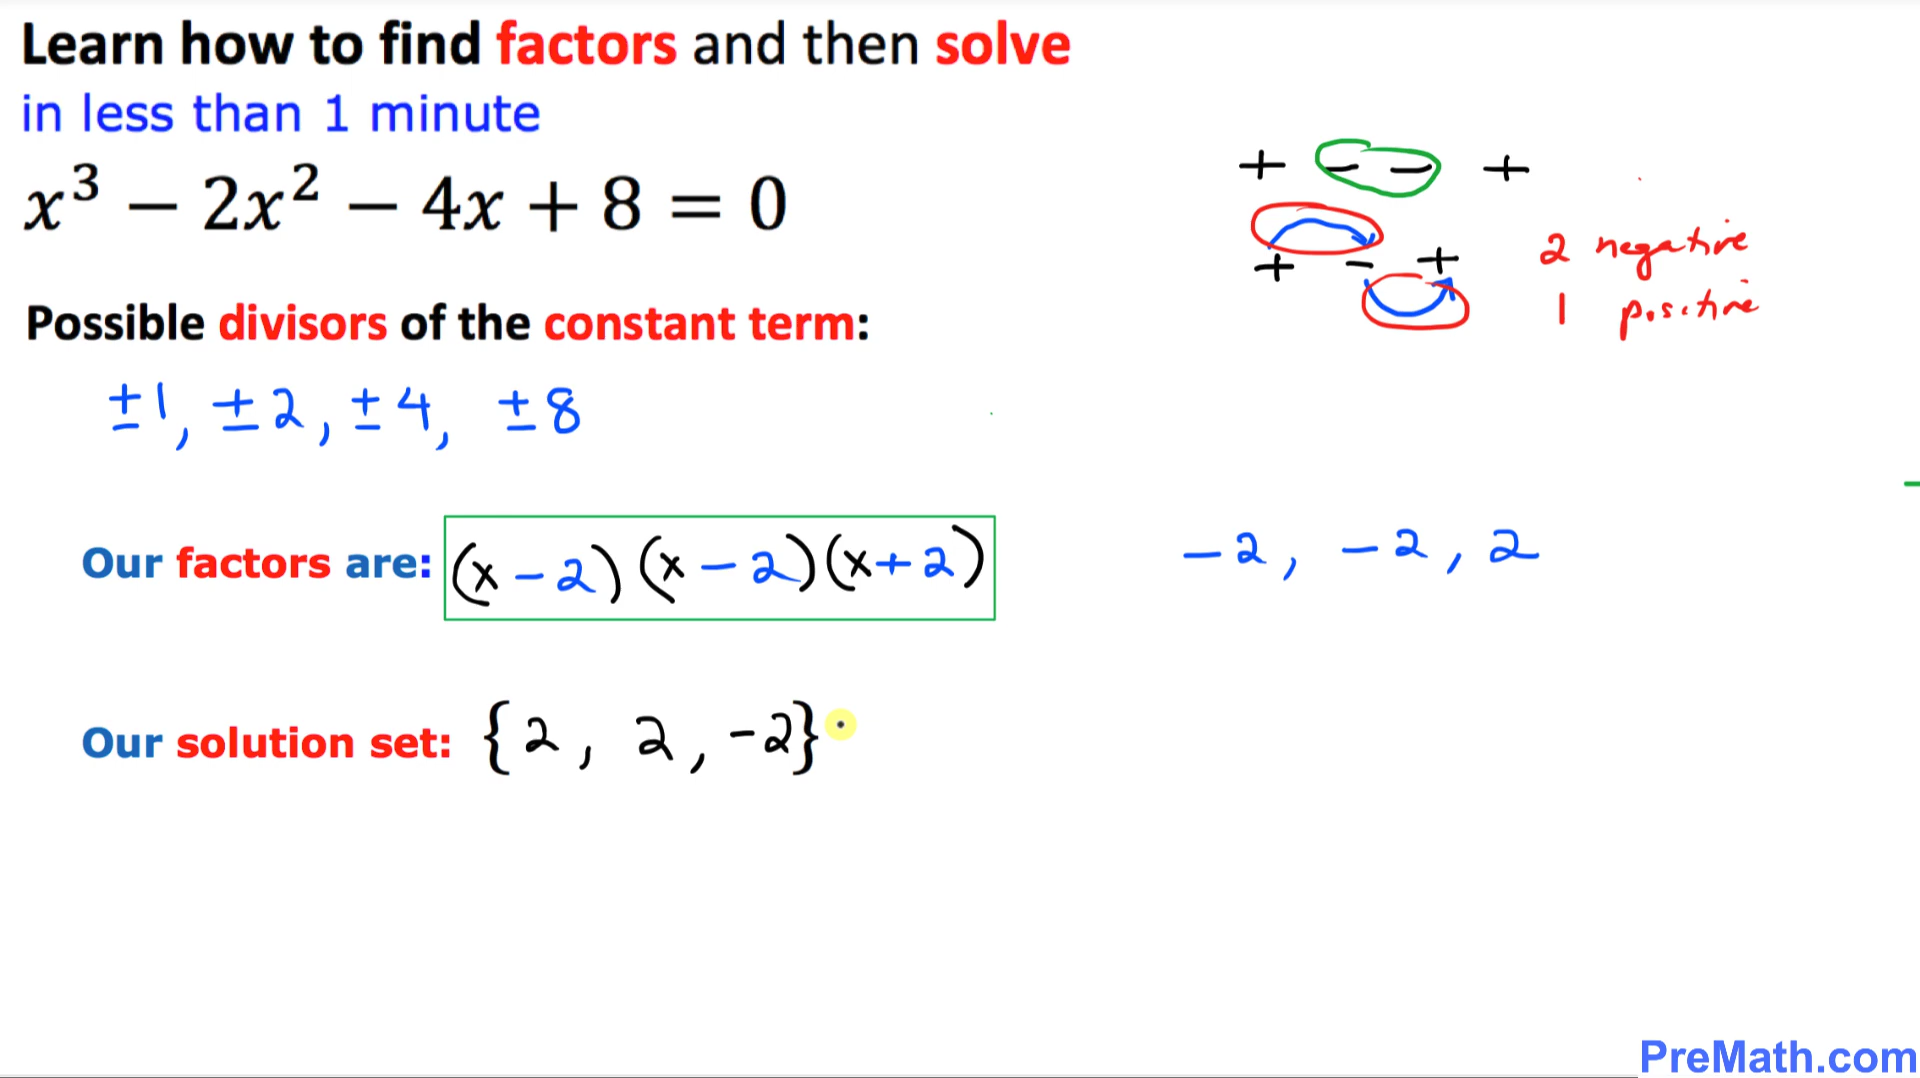 Learn how to find factors and then solve
in less than 1 minute
x³ − 2x² − 4x + 8 = 0
+ − − +
+ − +
2 negative
1 positive
Possible divisors of the constant term:
±1, ±2, ±4, ±8
Our factors are: (x − 2)(x − 2)(x + 2)
−2, −2, 2
Our solution set: {2, 2, −2}
PreMath.com